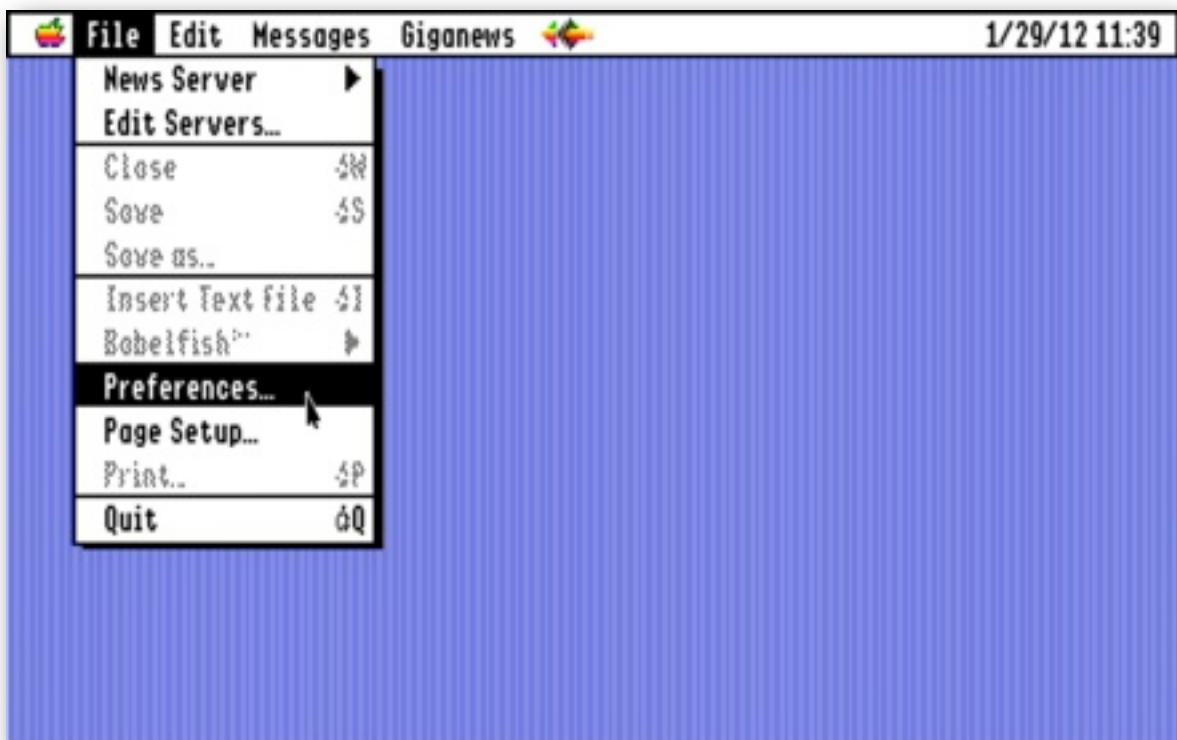 File Edit Messages Giganews 1/29/12 11:39
News Server
Edit Servers...
Close W
Save S
Save as...
Insert Text File I
Babelfish
Preferences...
Page Setup...
Print... P
Quit Q